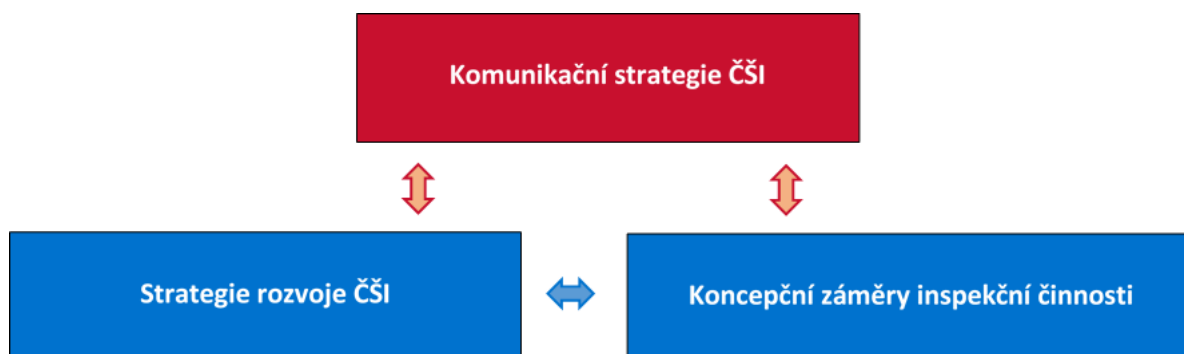 Komunikační strategie ČŠI
Strategie rozvoje ČŠI
Koncepční záměry inspekční činnosti